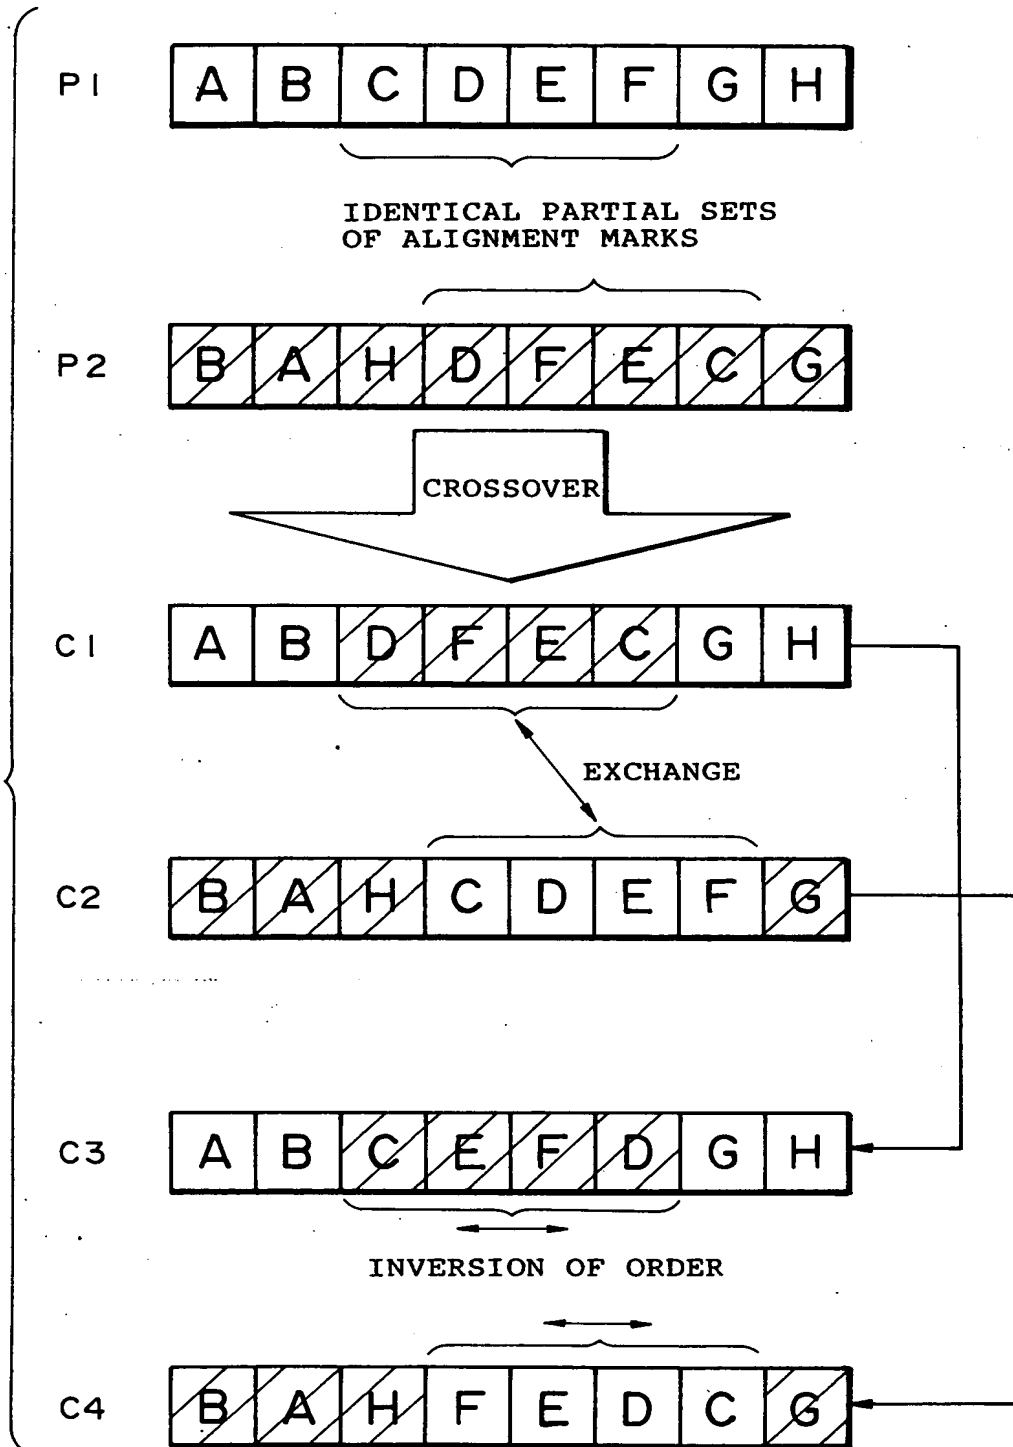 P1 A B C D E F G H
IDENTICAL PARTIAL SETS
OF ALIGNMENT MARKS
P2 B A H D F E C G
CROSSOVER
C1 A B D F E C G H
EXCHANGE
C2 B A H C D E F G
C3 A B C E F D G H
INVERSION OF ORDER
C4 B A H F E D C G